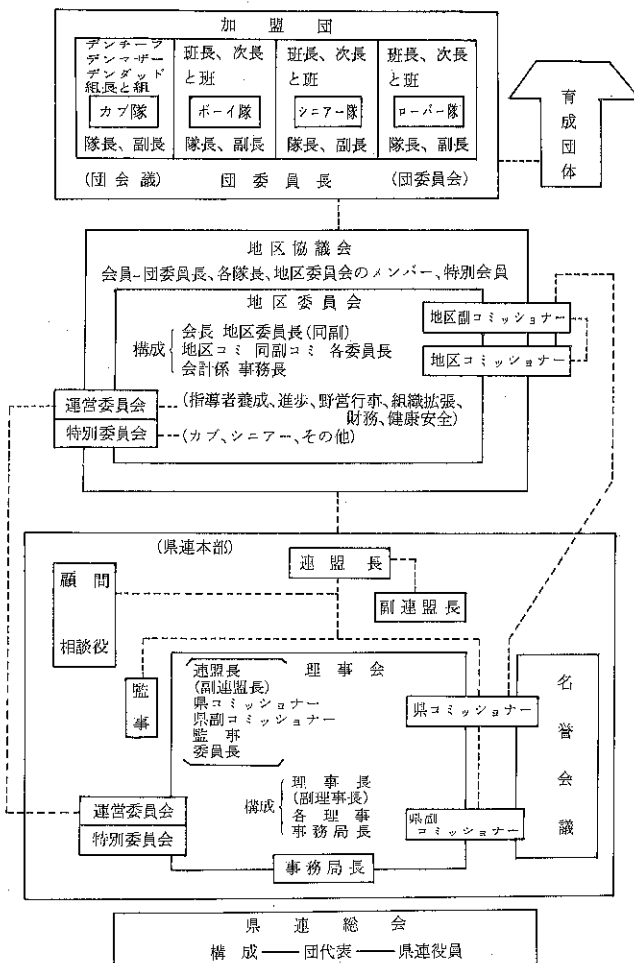 加盟団
デンチーフ
デンマザー
デンダッド
組長と組
カブ隊
隊長、副長
班長、次長
と班
ボーイ隊
隊長、副長
班長、次長
と班
シニアー隊
隊長、副長
班長、次長
と班
ローバー隊
隊長、副長
(団会議) 団委員長 (団委員会)
育成団体
地区協議会
会員-団委員長、各隊長、地区委員会のメンバー、特別会員
地区委員会
構成
会長 地区委員長(同副)
地区コミ 同副コミ 各委員長
会計係 事務長
地区副コミッショナー
地区コミッショナー
運営委員会
(指導者養成、進歩、野営行事、組織拡張、
財務、健康安全)
特別委員会
(カブ、シニアー、その他)
(県連本部)
連盟長
副連盟長
顧問
相談役
監事
理事会
連盟長
(副連盟長)
県コミッショナー
県副コミッショナー
監事
委員長
構成
理事長
(副理事長)
各理事
事務局長
県コミッショナー
県副
コミッショナー
名誉会議
運営委員会
特別委員会
事務局長
県連総会
構成――団代表――県連役員